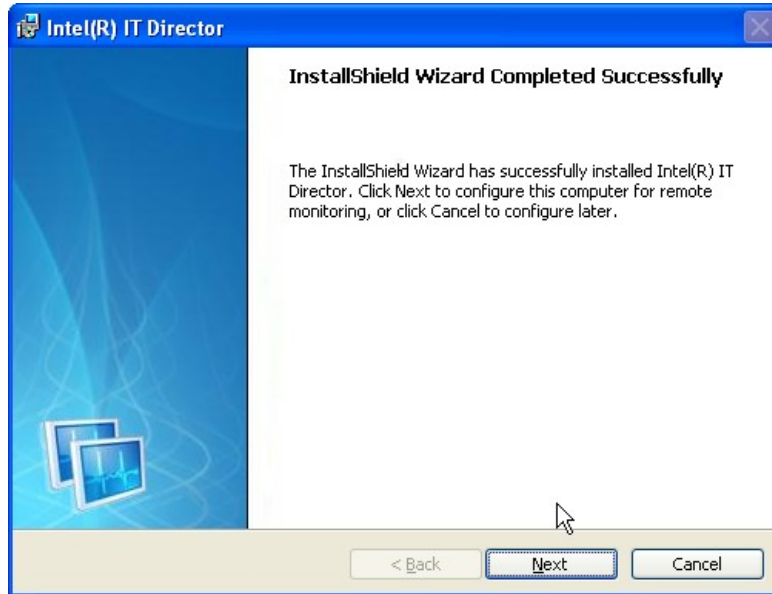 Intel(R) IT Director
InstallShield Wizard Completed Successfully
The InstallShield Wizard has successfully installed Intel(R) IT
Director. Click Next to configure this computer for remote
monitoring, or click Cancel to configure later.
< Back
Next
Cancel